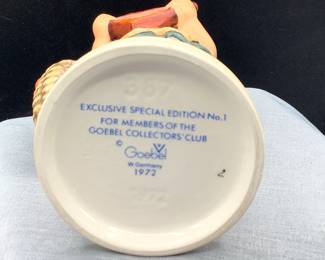 EXCLUSIVE SPECIAL EDITION No.1
FOR MEMBERS OF THE
GOEBEL COLLECTORS' CLUB
© Goebel
W. Germany
1972